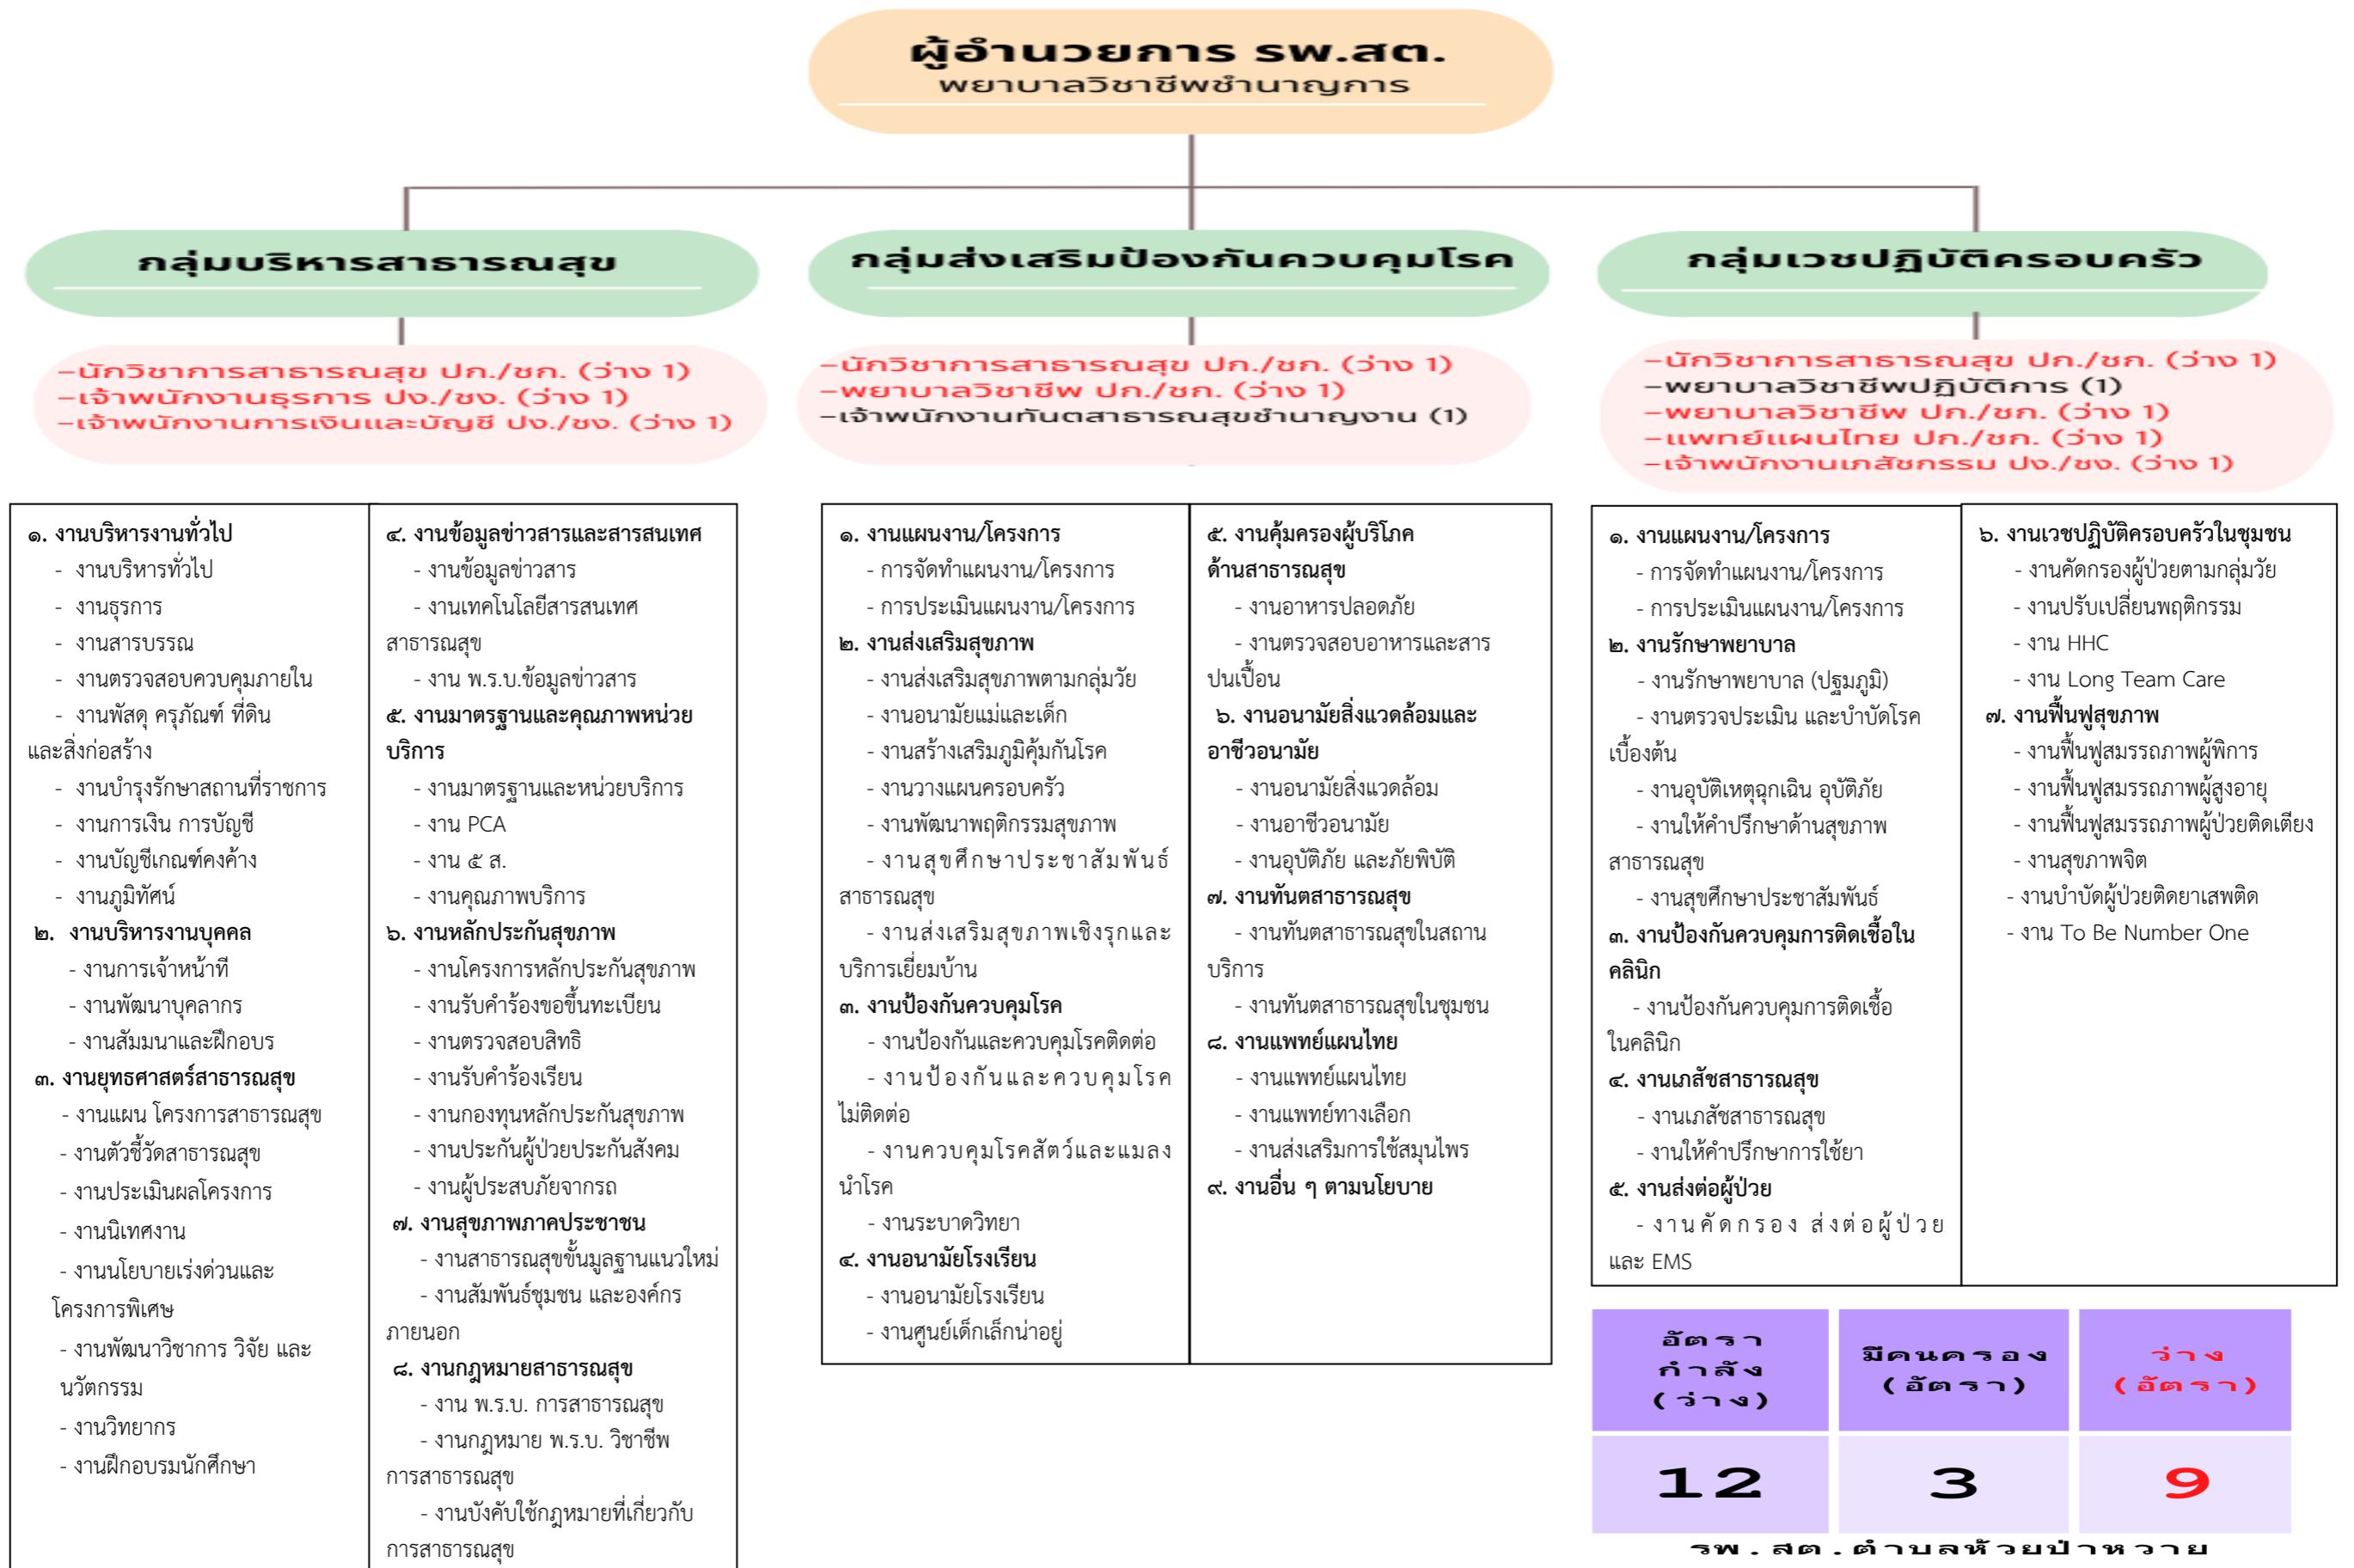 ผู้อำนวยการ รพ.สต.
พยาบาลวิชาชีพชำนาญการ
กลุ่มบริหารสาธารณสุข
-นักวิชาการสาธารณสุข ปก./ชก. (ว่าง 1)
-เจ้าพนักงานธุรการ ปง./ชง. (ว่าง 1)
-เจ้าพนักงานการเงินและบัญชี ปง./ชง. (ว่าง 1)
๑. งานบริหารงานทั่วไป
- งานบริหารทั่วไป
- งานธุรการ
- งานสารบรรณ
- งานตรวจสอบควบคุมภายใน
- งานพัสดุ ครุภัณฑ์ ที่ดิน
และสิ่งก่อสร้าง
- งานบำรุงรักษาสถานที่ราชการ
- งานการเงิน การบัญชี
- งานบัญชีเกณฑ์คงค้าง
- งานภูมิทัศน์
๒. งานบริหารงานบุคคล
- งานการเจ้าหน้าที
- งานพัฒนาบุคลากร
- งานสัมมนาและฝึกอบร
๓. งานยุทธศาสตร์สาธารณสุข
- งานแผน โครงการสาธารณสุข
- งานตัวชี้วัดสาธารณสุข
- งานประเมินผลโครงการ
- งานนิเทศงาน
- งานนโยบายเร่งด่วนและ
โครงการพิเศษ
- งานพัฒนาวิชาการ วิจัย และ
นวัตกรรม
- งานวิทยากร
- งานฝึกอบรมนักศึกษา
๔. งานข้อมูลข่าวสารและสารสนเทศ
- งานข้อมูลข่าวสาร
- งานเทคโนโลยีสารสนเทศ
สาธารณสุข
- งาน พ.ร.บ.ข้อมูลข่าวสาร
๕. งานมาตรฐานและคุณภาพหน่วย
บริการ
- งานมาตรฐานและหน่วยบริการ
- งาน PCA
- งาน ๕ ส.
- งานคุณภาพบริการ
๖. งานหลักประกันสุขภาพ
- งานโครงการหลักประกันสุขภาพ
- งานรับคำร้องขอขึ้นทะเบียน
- งานตรวจสอบสิทธิ
- งานรับคำร้องเรียน
- งานกองทุนหลักประกันสุขภาพ
- งานประกันผู้ป่วยประกันสังคม
- งานผู้ประสบภัยจากรถ
๗. งานสุขภาพภาคประชาชน
- งานสาธารณสุขขั้นมูลฐานแนวใหม่
- งานสัมพันธ์ชุมชน และองค์กร
ภายนอก
๘. งานกฎหมายสาธารณสุข
- งาน พ.ร.บ. การสาธารณสุข
- งานกฎหมาย พ.ร.บ. วิชาชีพ
การสาธารณสุข
- งานบังคับใช้กฎหมายที่เกี่ยวกับ
การสาธารณสุข
กลุ่มส่งเสริมป้องกันควบคุมโรค
-นักวิชาการสาธารณสุข ปก./ชก. (ว่าง 1)
-พยาบาลวิชาชีพ ปก./ชก. (ว่าง 1)
-เจ้าพนักงานทันตสาธารณสุขชำนาญงาน (1)
๑. งานแผนงาน/โครงการ
- การจัดทำแผนงาน/โครงการ
- การประเมินแผนงาน/โครงการ
๒. งานส่งเสริมสุขภาพ
- งานส่งเสริมสุขภาพตามกลุ่มวัย
- งานอนามัยแม่และเด็ก
- งานสร้างเสริมภูมิคุ้มกันโรค
- งานวางแผนครอบครัว
- งานพัฒนาพฤติกรรมสุขภาพ
- งานสุขศึกษาประชาสัมพันธ์
สาธารณสุข
- งานส่งเสริมสุขภาพเชิงรุกและ
บริการเยี่ยมบ้าน
๓. งานป้องกันควบคุมโรค
- งานป้องกันและควบคุมโรคติดต่อ
- งานป้องกันและควบคุมโรค
ไม่ติดต่อ
- งานควบคุมโรคสัตว์และแมลง
นำโรค
- งานระบาดวิทยา
๔. งานอนามัยโรงเรียน
- งานอนามัยโรงเรียน
- งานศูนย์เด็กเล็กน่าอยู่
๕. งานคุ้มครองผู้บริโภค
ด้านสาธารณสุข
- งานอาหารปลอดภัย
- งานตรวจสอบอาหารและสาร
ปนเปื้อน
๖. งานอนามัยสิ่งแวดล้อมและ
อาชีวอนามัย
- งานอนามัยสิ่งแวดล้อม
- งานอาชีวอนามัย
- งานอุบัติภัย และภัยพิบัติ
๗. งานทันตสาธารณสุข
- งานทันตสาธารณสุขในสถาน
บริการ
- งานทันตสาธารณสุขในชุมชน
๘. งานแพทย์แผนไทย
- งานแพทย์แผนไทย
- งานแพทย์ทางเลือก
- งานส่งเสริมการใช้สมุนไพร
๙. งานอื่น ๆ ตามนโยบาย
กลุ่มเวชปฏิบัติครอบครัว
-นักวิชาการสาธารณสุข ปก./ชก. (ว่าง 1)
-พยาบาลวิชาชีพปฏิบัติการ (1)
-พยาบาลวิชาชีพ ปก./ชก. (ว่าง 1)
-แพทย์แผนไทย ปก./ชก. (ว่าง 1)
-เจ้าพนักงานเภสัชกรรม ปง./ชง. (ว่าง 1)
๑. งานแผนงาน/โครงการ
- การจัดทำแผนงาน/โครงการ
- การประเมินแผนงาน/โครงการ
๒. งานรักษาพยาบาล
- งานรักษาพยาบาล (ปฐมภูมิ)
- งานตรวจประเมิน และบำบัดโรค
เบื้องต้น
- งานอุบัติเหตุฉุกเฉิน อุบัติภัย
- งานให้คำปรึกษาด้านสุขภาพ
สาธารณสุข
- งานสุขศึกษาประชาสัมพันธ์
๓. งานป้องกันควบคุมการติดเชื้อใน
คลินิก
- งานป้องกันควบคุมการติดเชื้อ
ในคลินิก
๔. งานเภสัชสาธารณสุข
- งานเภสัชสาธารณสุข
- งานให้คำปรึกษาการใช้ยา
๕. งานส่งต่อผู้ป่วย
- งานคัดกรอง ส่งต่อผู้ป่วย
และ EMS
๖. งานเวชปฏิบัติครอบครัวในชุมชน
- งานคัดกรองผู้ป่วยตามกลุ่มวัย
- งานปรับเปลี่ยนพฤติกรรม
- งาน HHC
- งาน Long Team Care
๗. งานฟื้นฟูสุขภาพ
- งานฟื้นฟูสมรรถภาพผู้พิการ
- งานฟื้นฟูสมรรถภาพผู้สูงอายุ
- งานฟื้นฟูสมรรถภาพผู้ป่วยติดเตียง
- งานสุขภาพจิต
- งานบำบัดผู้ป่วยติดยาเสพติด
- งาน To Be Number One
อัตรา
กำลัง
(ว่าง)
มีคนครอง
(อัตรา)
ว่าง
(อัตรา)
12
3
9
รพ.สต.ตำบลห้วยป่าหวาย